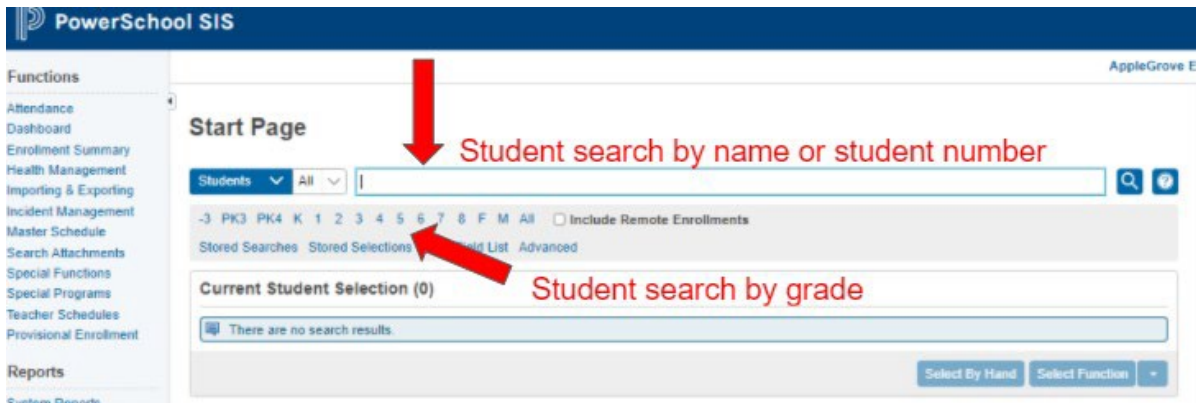 PowerSchool SIS
Functions
AppleGrove E
Attendance
Dashboard
Enrollment Summary
Health Management
Importing & Exporting
Incident Management
Master Schedule
Search Attachments
Special Functions
Special Programs
Teacher Schedules
Provisional Enrollment
Reports
System Reports
Start Page
Student search by name or student number
Students All
-3 PK3 PK4 K 1 2 3 4 5 6 7 8 F M All Include Remote Enrollments
Stored Searches Stored Selections Field List Advanced
Student search by grade
Current Student Selection (0)
There are no search results.
Select By Hand Select Function